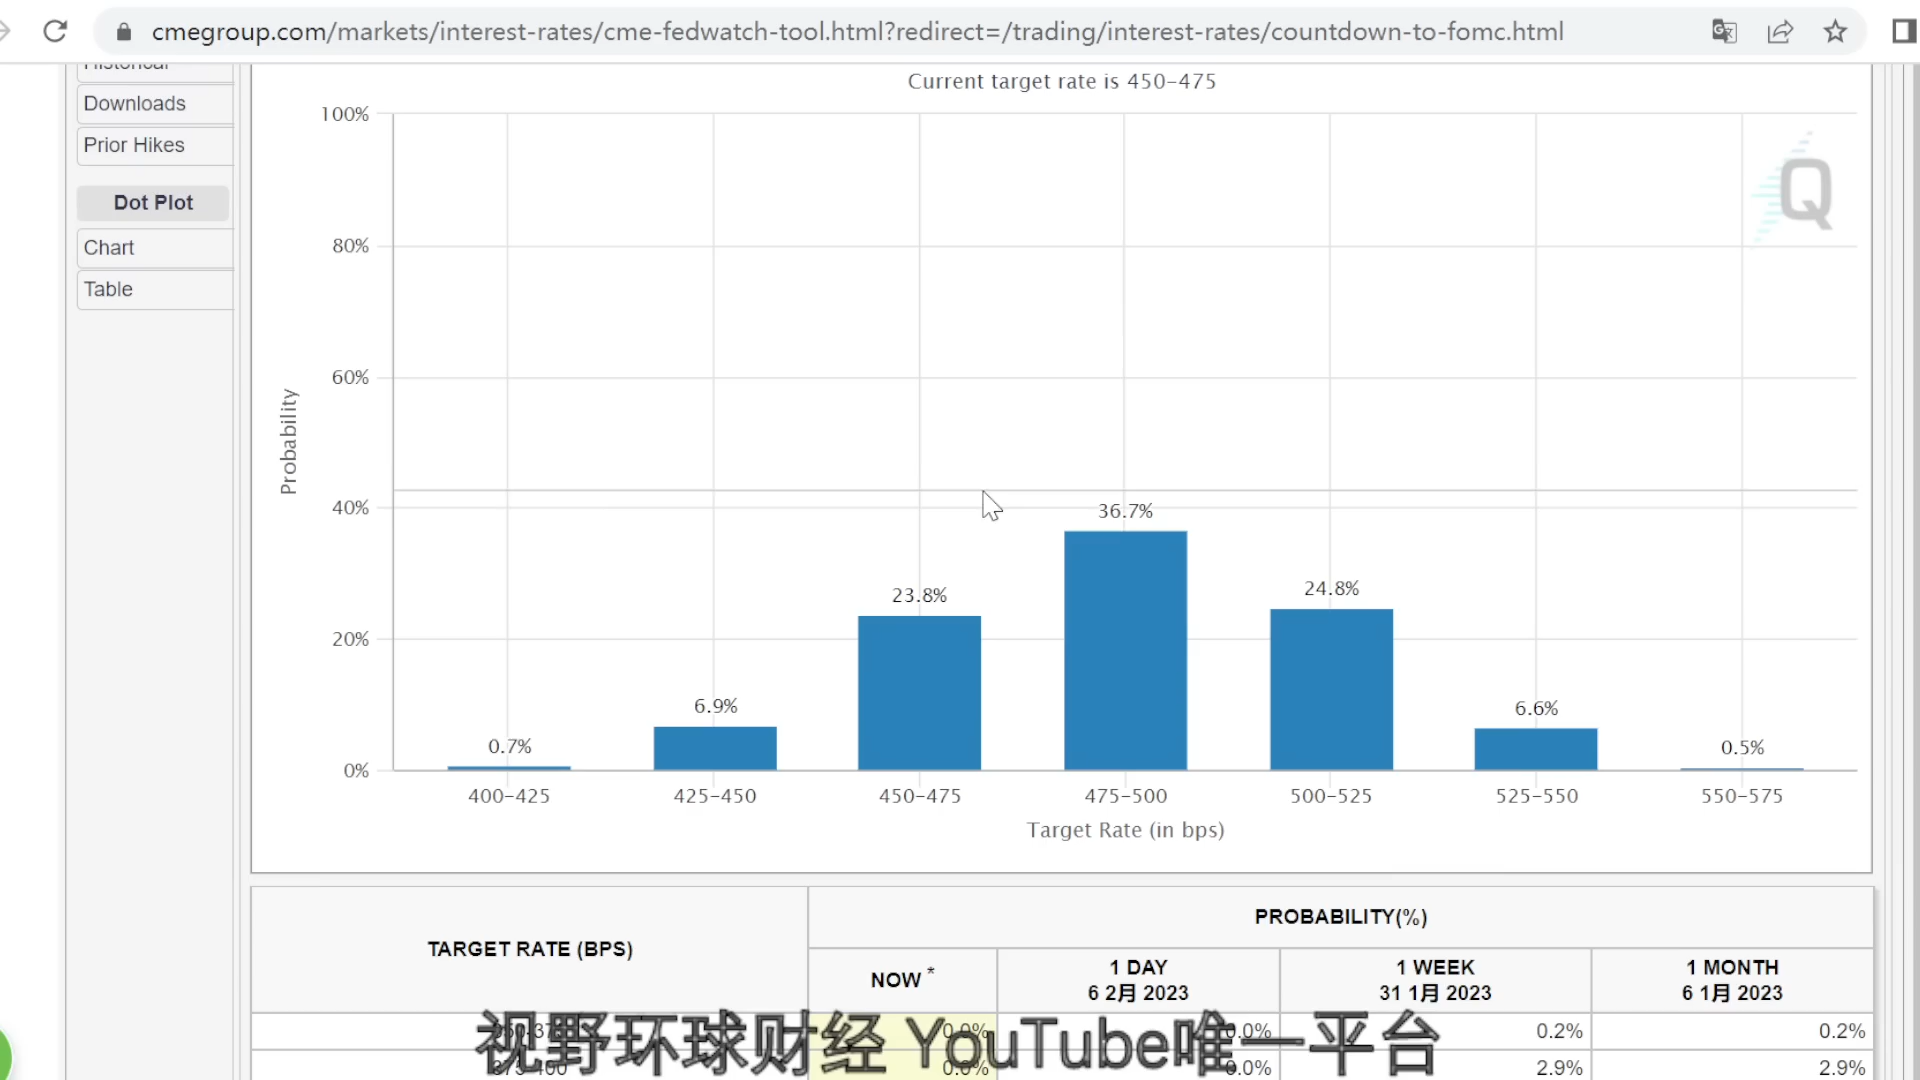 cmegroup.com/markets/interest-rates/cme-fedwatch-tool.html?redirect=/trading/interest-rates/countdown-to-fomc.html
Historical
Downloads
Prior Hikes
Dot Plot
Chart
Table
Current target rate is 450–475
Q
100%
80%
60%
40%
20%
0%
Probability
0.7%
6.9%
23.8%
36.7%
24.8%
6.6%
0.5%
400–425
425–450
450–475
475–500
500–525
525–550
550–575
Target Rate (in bps)
TARGET RATE (BPS)
PROBABILITY(%)
NOW *
1 DAY
6 2月 2023
1 WEEK
31 1月 2023
1 MONTH
6 1月 2023
0.0% 0.2% 0.2%
视野环球财经 YouTube唯一平台
0.0% 2.9% 2.9%